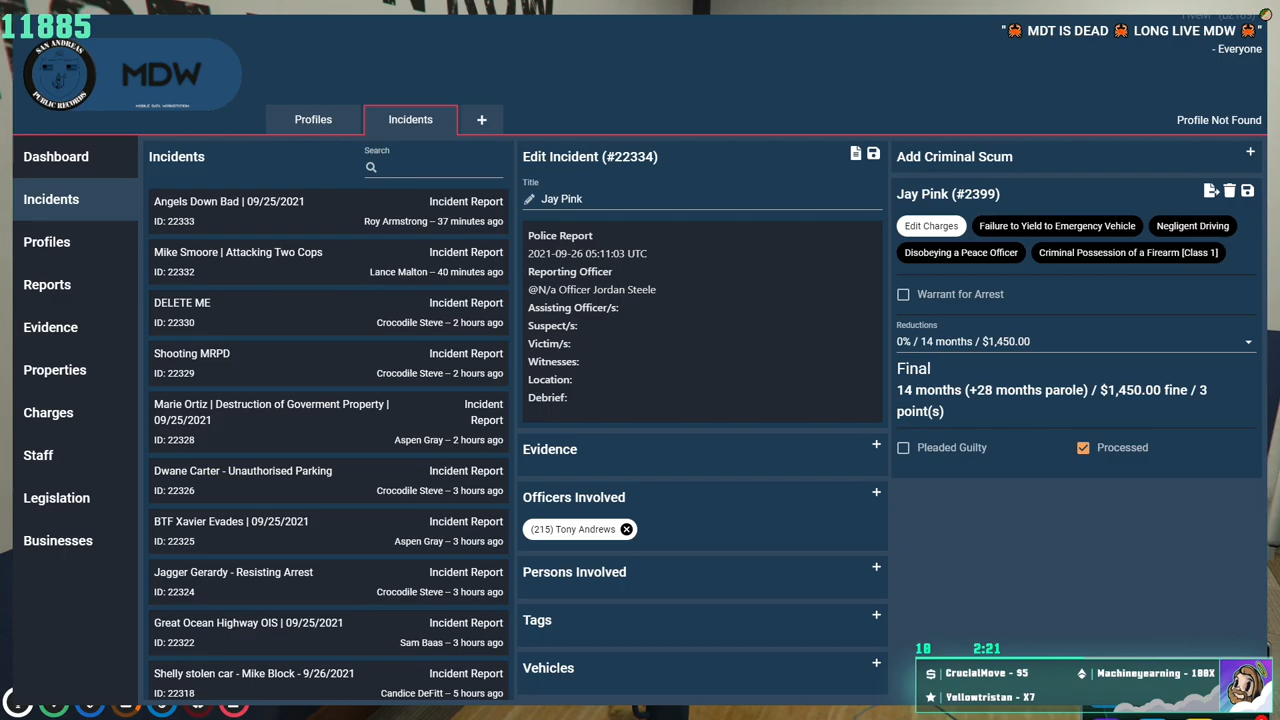 11885
" 🦀 MDT IS DEAD 🦀 LONG LIVE MDW 🦀 "
- Everyone
SAN ANDREAS
PUBLIC RECORDS
MDW
MOBILE DATA WORKSTATION
Profiles
Incidents
+
Profile Not Found
Dashboard
Incidents
Profiles
Reports
Evidence
Properties
Charges
Staff
Legislation
Businesses
Incidents
Search
Angels Down Bad | 09/25/2021 Incident Report
ID: 22333 Roy Armstrong – 37 minutes ago
Mike Smoore | Attacking Two Cops Incident Report
ID: 22332 Lance Malton – 40 minutes ago
DELETE ME Incident Report
ID: 22330 Crocodile Steve – 2 hours ago
Shooting MRPD Incident Report
ID: 22329 Crocodile Steve – 2 hours ago
Marie Ortiz | Destruction of Goverment Property | Incident
09/25/2021 Report
ID: 22328 Aspen Gray – 2 hours ago
Dwane Carter - Unauthorised Parking Incident Report
ID: 22326 Crocodile Steve – 3 hours ago
BTF Xavier Evades | 09/25/2021 Incident Report
ID: 22325 Aspen Gray – 3 hours ago
Jagger Gerardy - Resisting Arrest Incident Report
ID: 22324 Crocodile Steve – 3 hours ago
Great Ocean Highway OIS | 09/25/2021 Incident Report
ID: 22322 Sam Baas – 3 hours ago
Shelly stolen car - Mike Block - 9/26/2021 Incident Report
ID: 22318 Candice DeFitt – 5 hours ago
Edit Incident (#22334)
Title
Jay Pink
Police Report
2021-09-26 05:11:03 UTC
Reporting Officer
@N/a Officer Jordan Steele
Assisting Officer/s:
Suspect/s:
Victim/s:
Witnesses:
Location:
Debrief:
Evidence +
Officers Involved +
(215) Tony Andrews
Persons Involved +
Tags +
Vehicles +
Add Criminal Scum +
Jay Pink (#2399)
Edit Charges Failure to Yield to Emergency Vehicle Negligent Driving
Disobeying a Peace Officer Criminal Possession of a Firearm [Class 1]
Warrant for Arrest
Reductions
0% / 14 months / $1,450.00
Final
14 months (+28 months parole) / $1,450.00 fine / 3
point(s)
Pleaded Guilty Processed
10 2:21
CrucialMove - 95 Machineyearning - 100X
Yellowtristan - X7